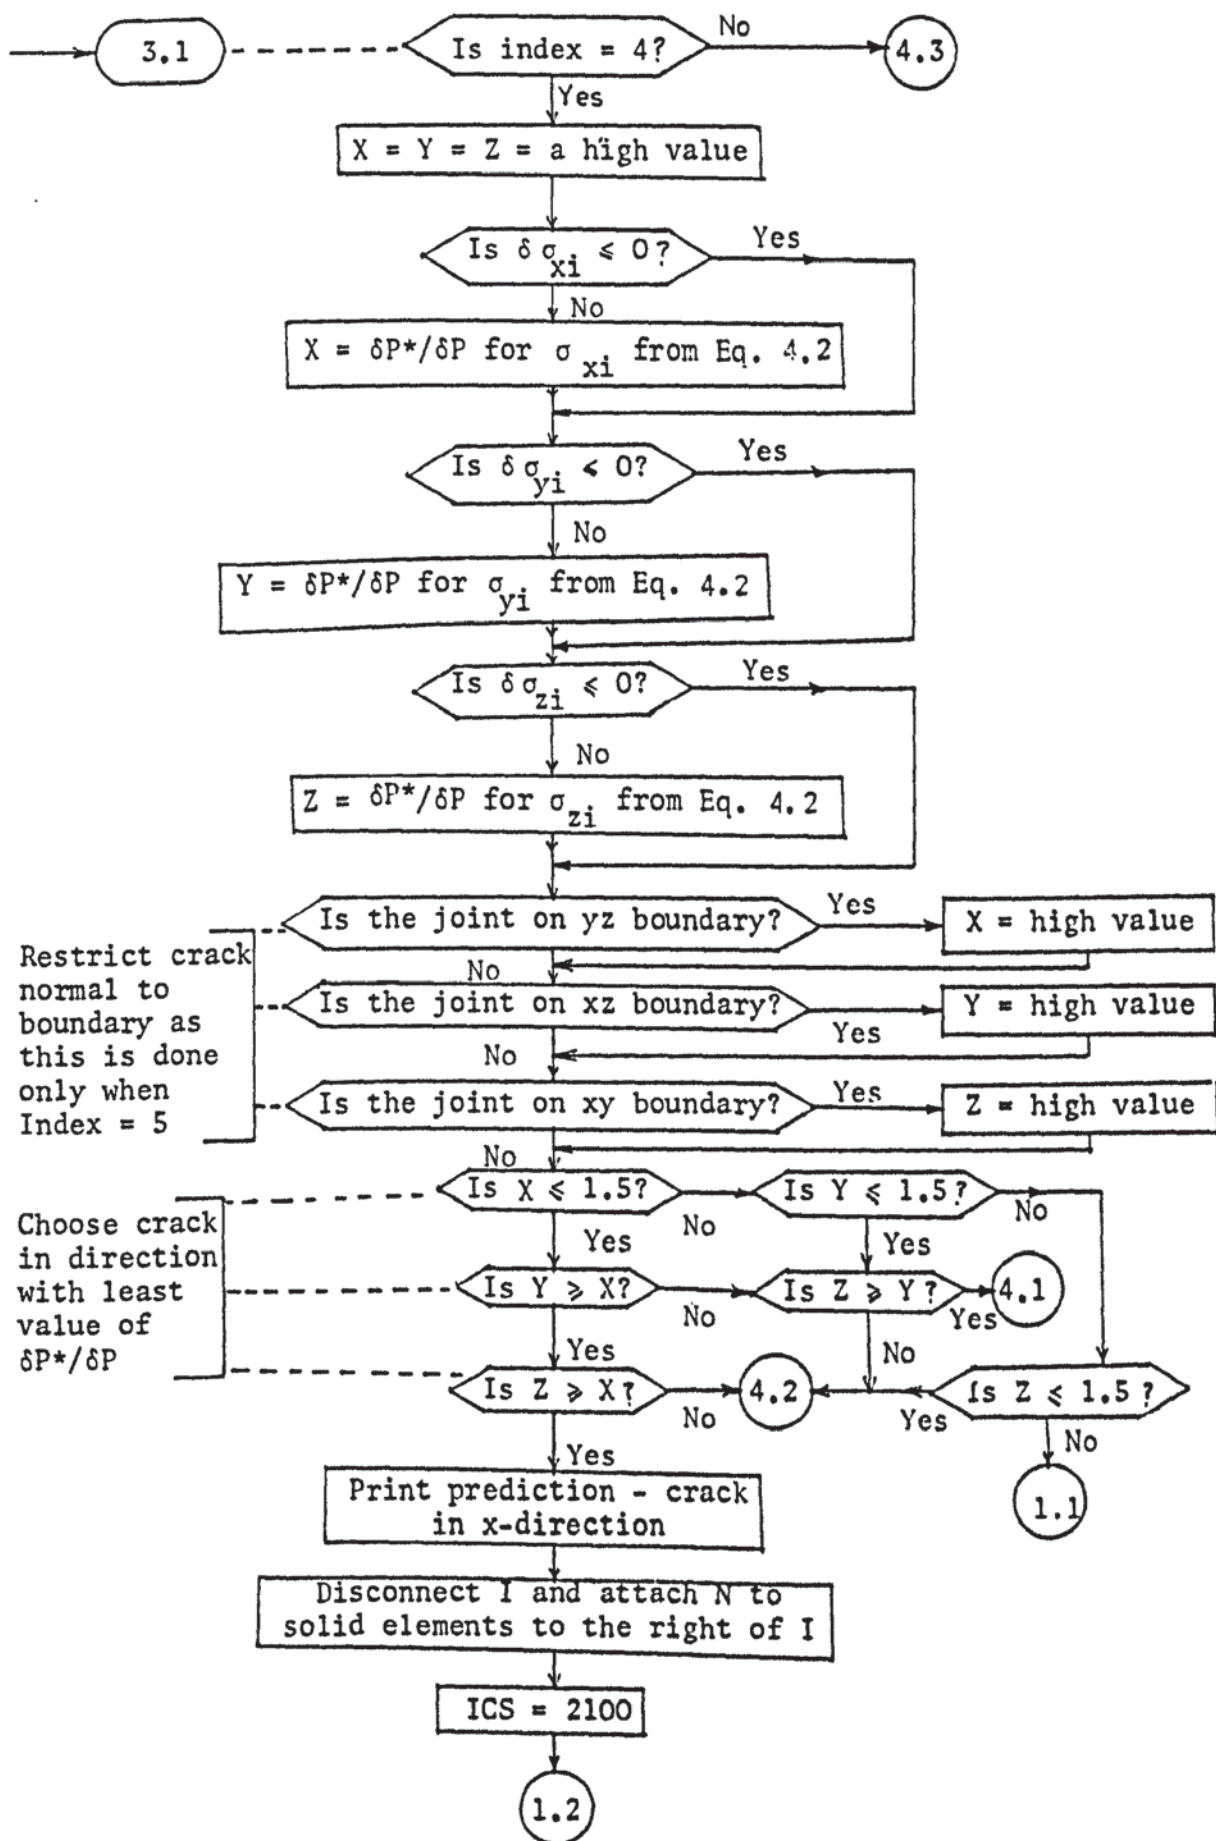 3.1
Is index = 4?
No
4.3
Yes
X = Y = Z = a high value
Is δσxi ≤ 0?
Yes
No
X = δP*/δP for σxi from Eq. 4.2
Is δσyi ≤ 0?
Yes
No
Y = δP*/δP for σyi from Eq. 4.2
Is δσzi ≤ 0?
Yes
No
Z = δP*/δP for σzi from Eq. 4.2
Is the joint on yz boundary?
Yes
X = high value
No
Restrict crack
normal to
boundary as
this is done
only when
Index = 5
Is the joint on xz boundary?
Yes
Y = high value
No
Is the joint on xy boundary?
Yes
Z = high value
No
Is X ≤ 1.5?
No
Is Y ≤ 1.5?
No
Choose crack
in direction
with least
value of
δP*/δP
Yes
Yes
Is Y ≥ X?
No
Is Z ≥ Y?
Yes
4.1
Yes
No
Is Z ≥ X?
No
4.2
Yes
Is Z ≤ 1.5?
Yes
No
1.1
Print prediction - crack
in x-direction
Disconnect I and attach N to
solid elements to the right of I
ICS = 2100
1.2